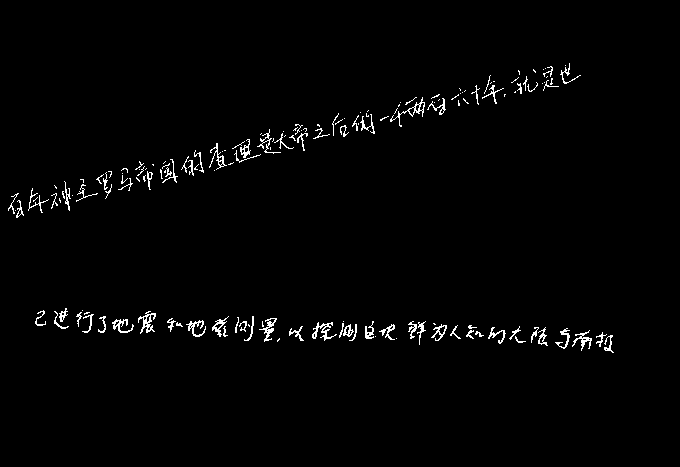 百年神圣罗马帝国的查理曼大帝之后的一千两百六十年，就是世
已进行了地震和地磁测量，以探测这块鲜为人知的大陆与南极